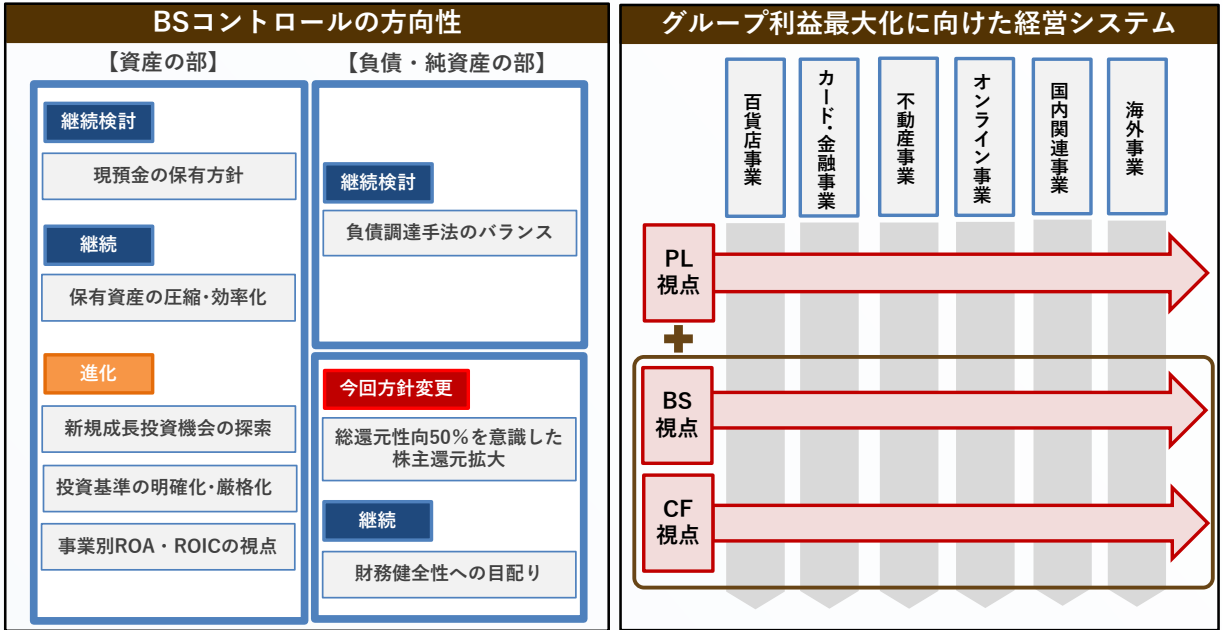 BSコントロールの方向性
【資産の部】
継続検討
現預金の保有方針
継続
保有資産の圧縮・効率化
進化
新規成長投資機会の探索
投資基準の明確化・厳格化
事業別ROA・ROICの視点
【負債・純資産の部】
継続検討
負債調達手法のバランス
今回方針変更
総還元性向50%を意識した
株主還元拡大
継続
財務健全性への目配り
グループ利益最大化に向けた経営システム
百貨店事業
カード・金融事業
不動産事業
オンライン事業
国内関連事業
海外事業
PL
視点
+
BS
視点
CF
視点